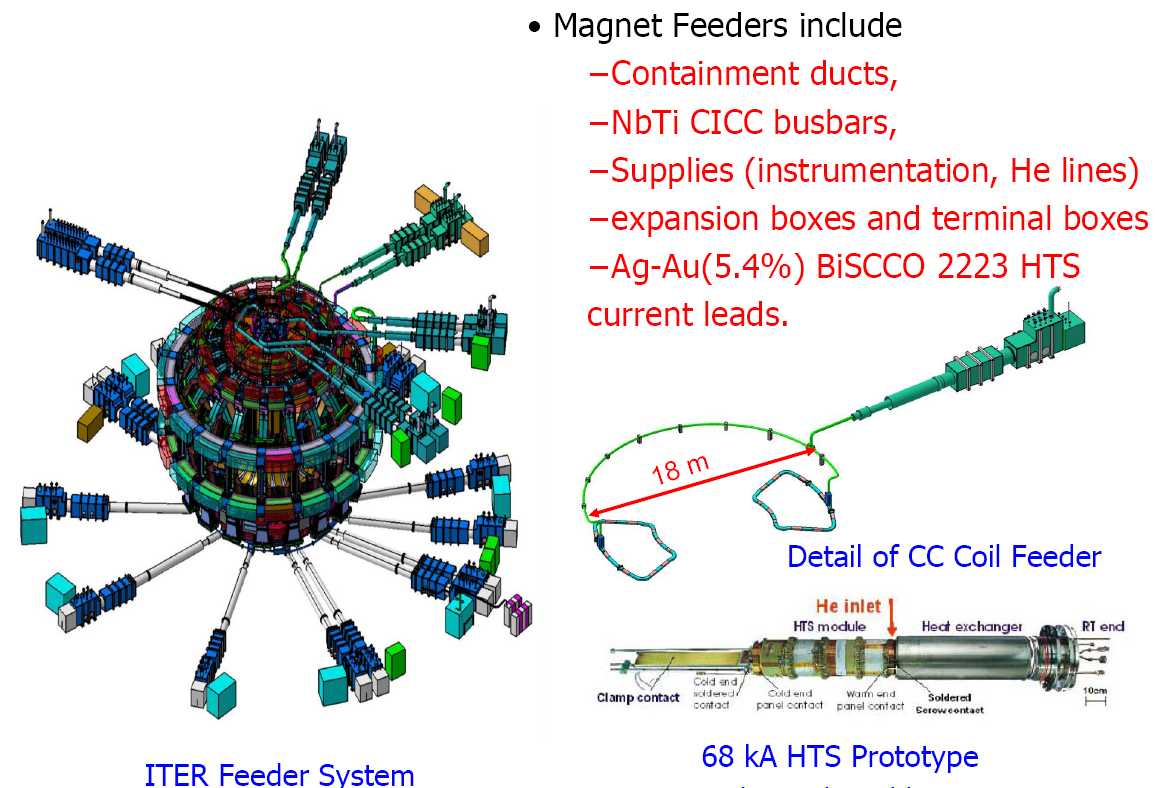 • Magnet Feeders include
−Containment ducts,
−NbTi CICC busbars,
−Supplies (instrumentation, He lines)
−expansion boxes and terminal boxes
−Ag-Au(5.4%) BiSCCO 2223 HTS
current leads.
18 m
Detail of CC Coil Feeder
He inlet
HTS module
Heat exchanger
RT end
Clamp contact
Cold end
soldered
contact
Cold end
panel contact
Warm end
panel contact
Soldered
Screw contact
10cm
68 kA HTS Prototype
ITER Feeder System